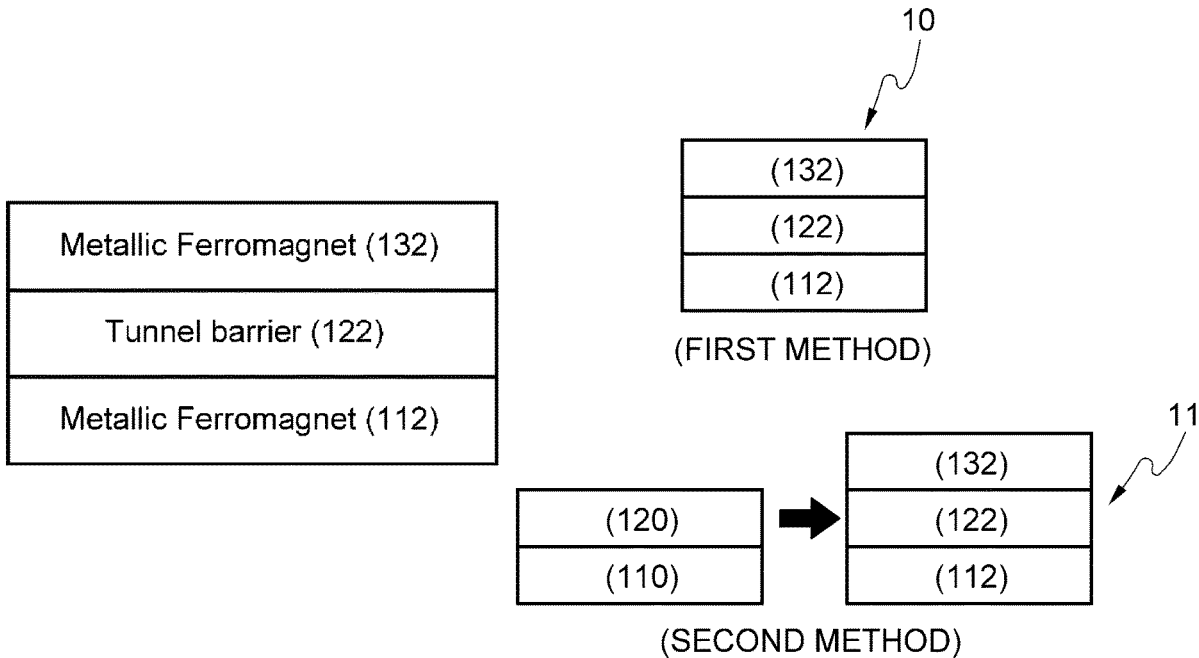 Metallic Ferromagnet (132)
Tunnel barrier (122)
Metallic Ferromagnet (112)
10
(132)
(122)
(112)
(FIRST METHOD)
(120)
(110)
11
(132)
(122)
(112)
(SECOND METHOD)